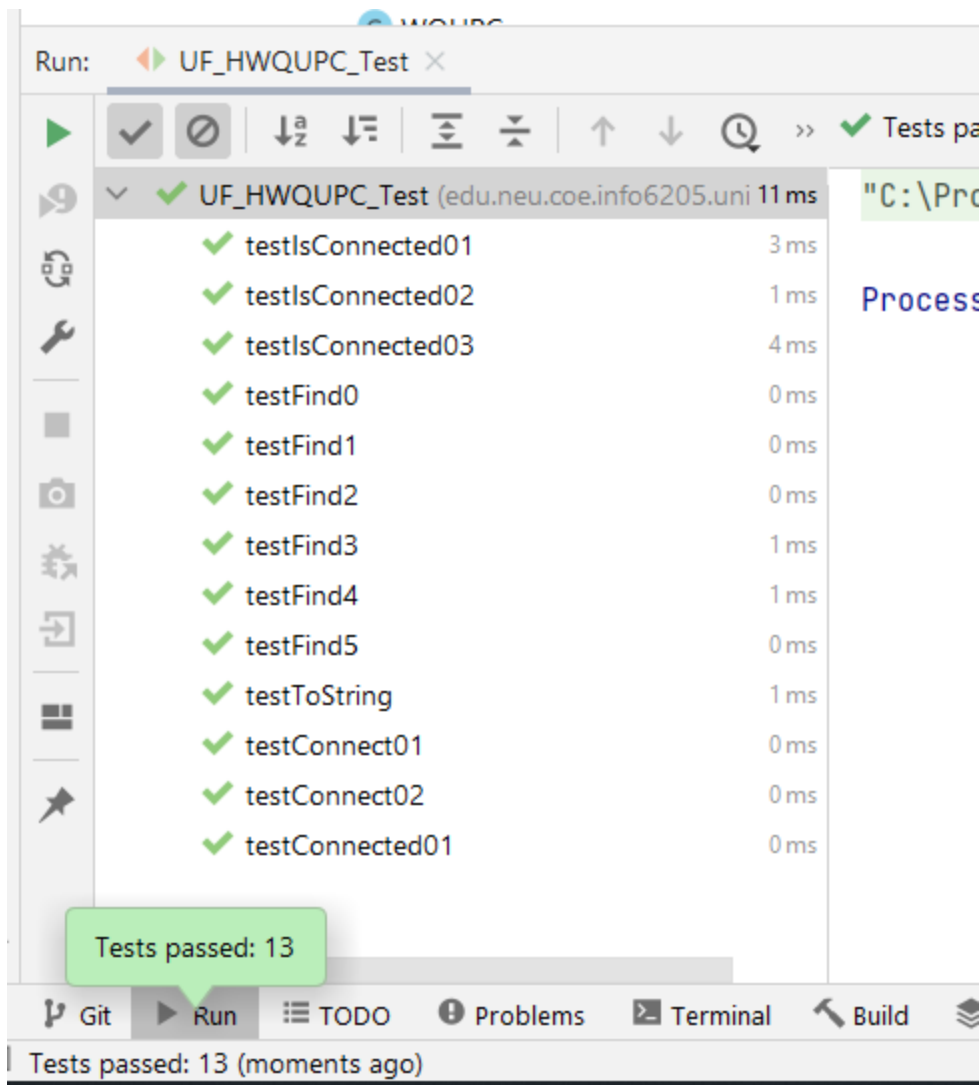 WQUPC
Run: UF_HWQUPC_Test
Tests pa
UF_HWQUPC_Test (edu.neu.coe.info6205.uni 11 ms
"C:\Pro
testIsConnected01 3 ms
testIsConnected02 1 ms
Process
testIsConnected03 4 ms
testFind0 0 ms
testFind1 0 ms
testFind2 0 ms
testFind3 1 ms
testFind4 1 ms
testFind5 0 ms
testToString 1 ms
testConnect01 0 ms
testConnect02 0 ms
testConnected01 0 ms
Tests passed: 13
Git Run TODO Problems Terminal Build
Tests passed: 13 (moments ago)